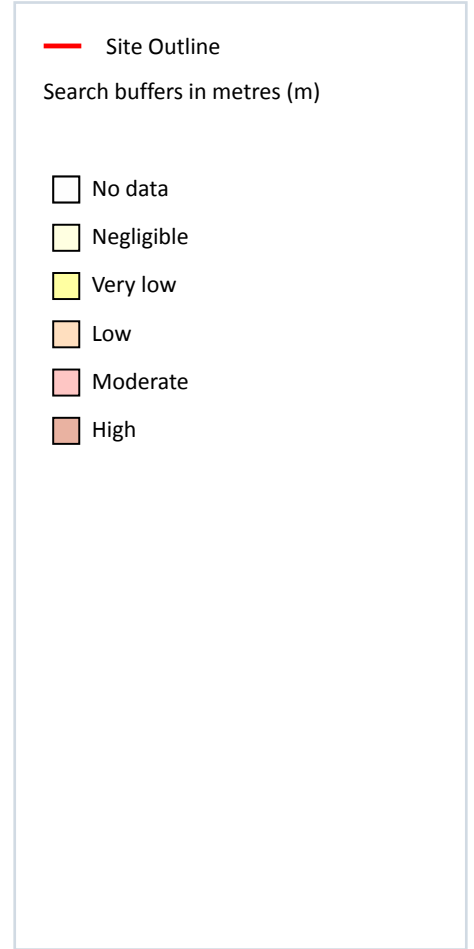 Site Outline
Search buffers in metres (m)
No data
Negligible
Very low
Low
Moderate
High